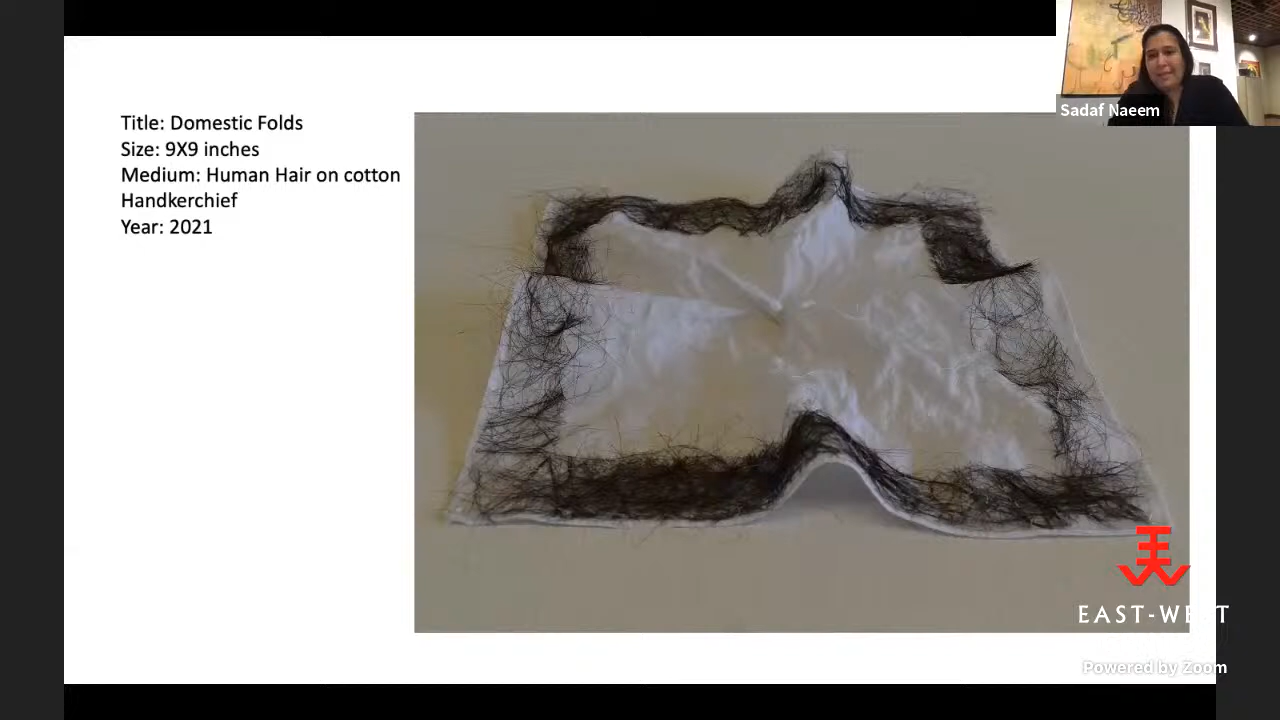 Sadaf Naeem
Title: Domestic Folds
Size: 9X9 inches
Medium: Human Hair on cotton
Handkerchief
Year: 2021
EAST-WEST
Powered by Zoom